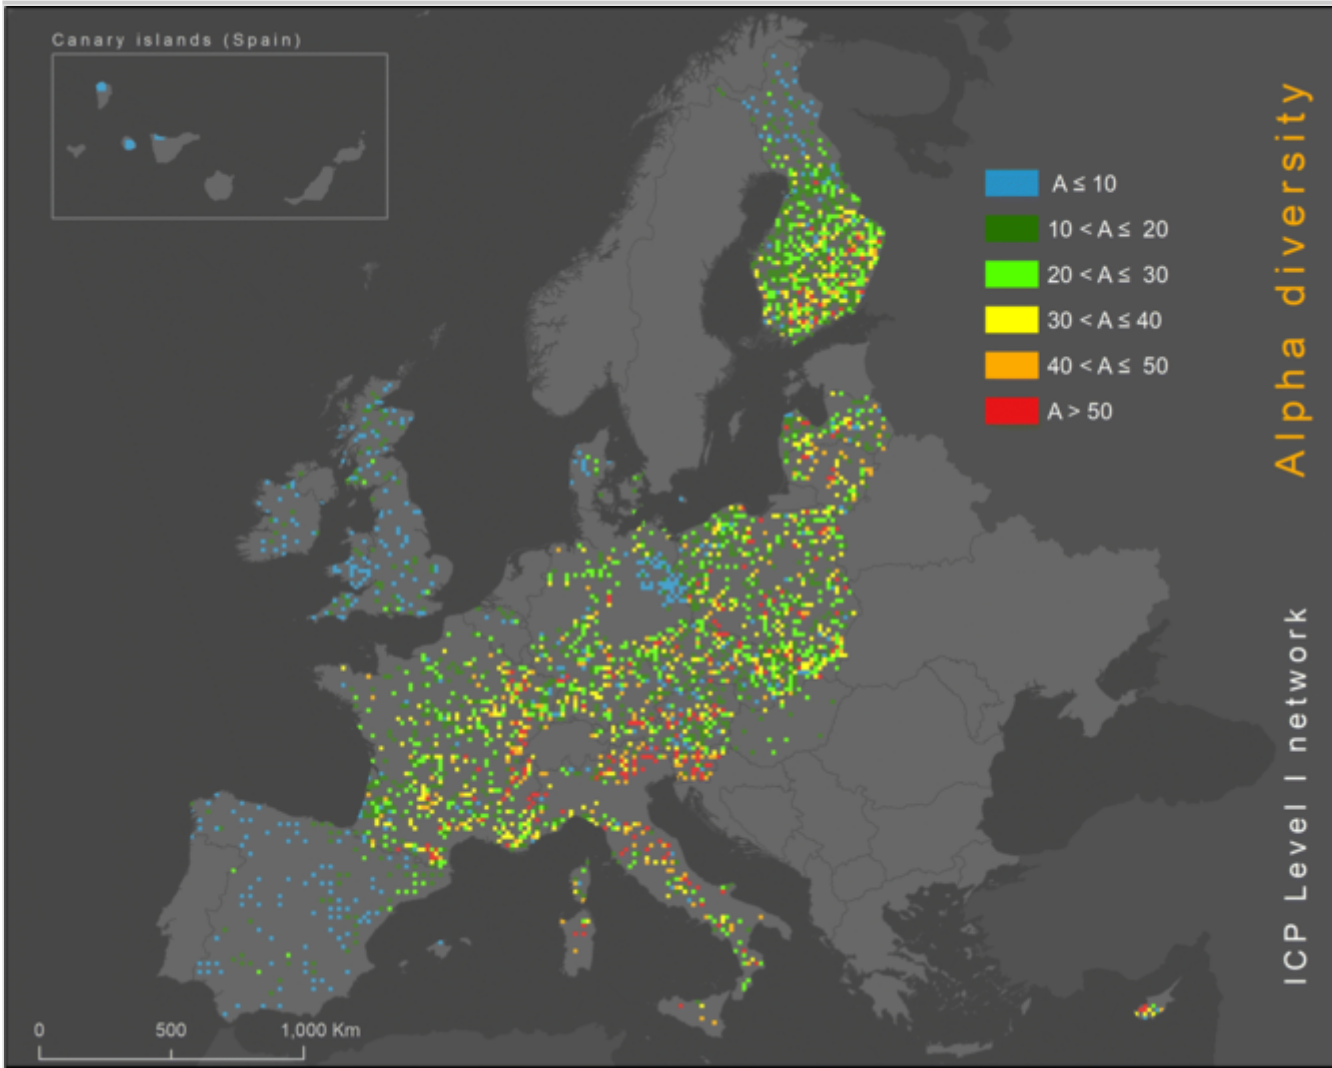 Canary islands (Spain)
A ≤ 10
10 < A ≤ 20
20 < A ≤ 30
30 < A ≤ 40
40 < A ≤ 50
A > 50
Alpha diversity
ICP Level I network
0 500 1,000 Km